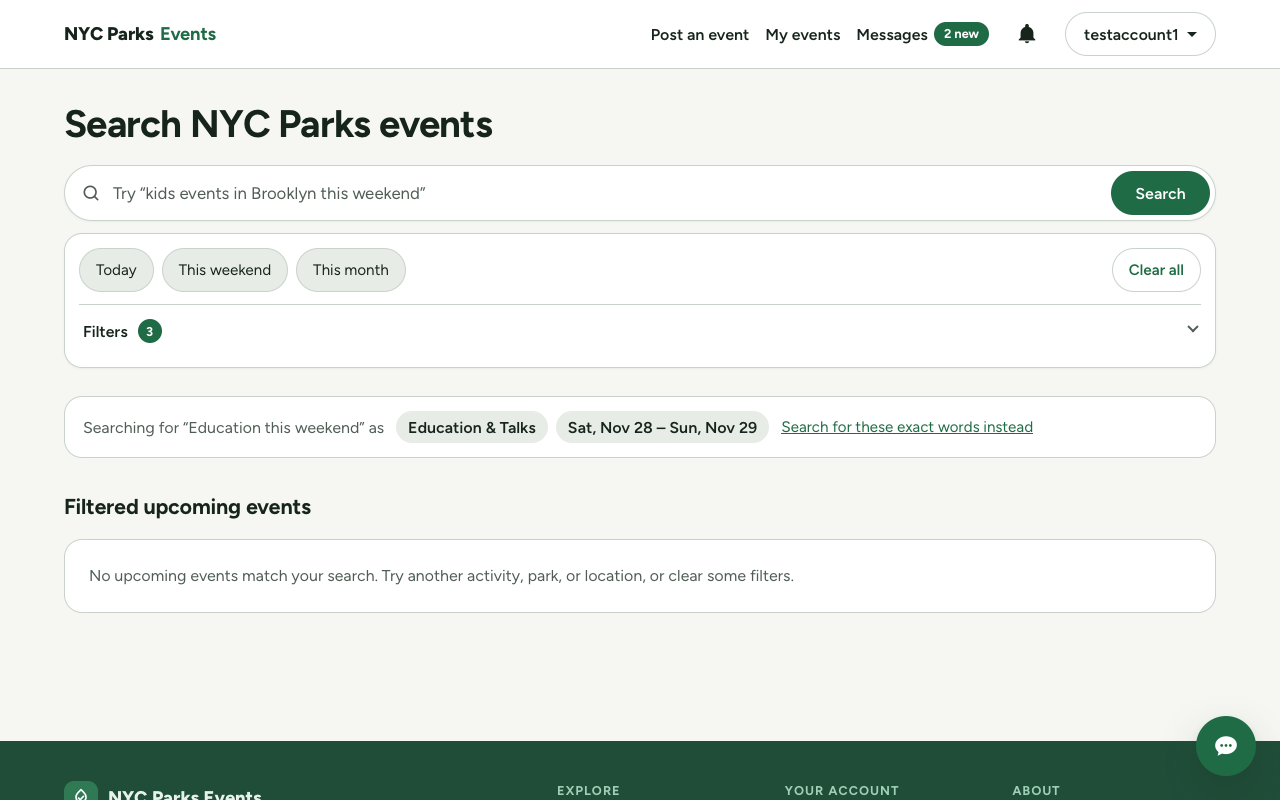 NYC Parks Events
Post an event
My events
Messages
2 new
testaccount1
Search NYC Parks events
Try “kids events in Brooklyn this weekend”
Search
Today
This weekend
This month
Clear all
Filters 3
Searching for “Education this weekend” as Education & Talks Sat, Nov 28 – Sun, Nov 29 Search for these exact words instead
Filtered upcoming events
No upcoming events match your search. Try another activity, park, or location, or clear some filters.
NYC Parks Events
EXPLORE
YOUR ACCOUNT
ABOUT